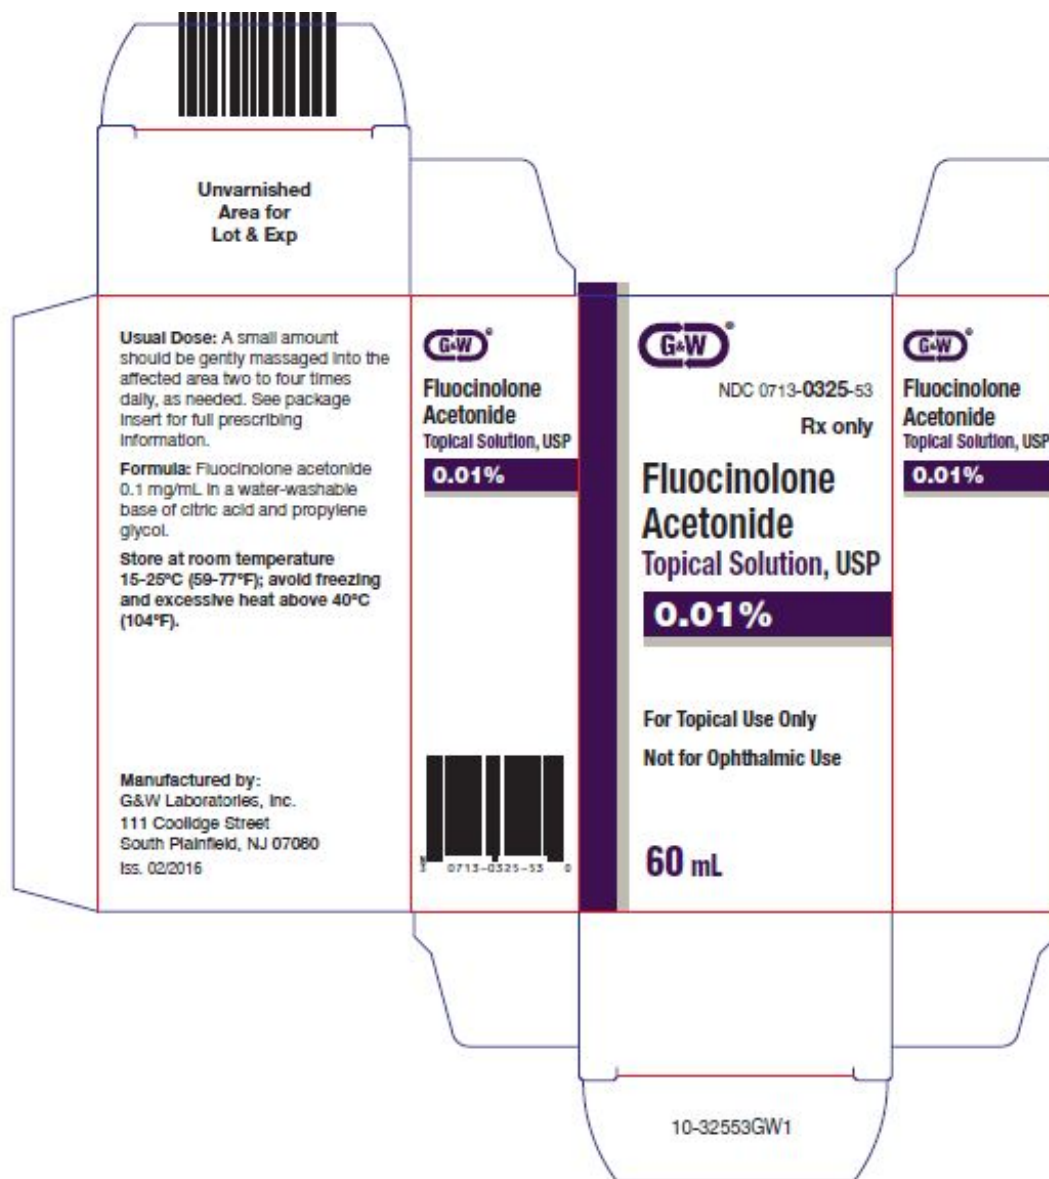 Unvarnished
Area for
Lot & Exp
Usual Dose: A small amount
should be gently massaged into the
affected area two to four times
daily, as needed. See package
insert for full prescribing
information.
Formula: Fluocinolone acetonide
0.1 mg/mL in a water-washable
base of citric acid and propylene
glycol.
Store at room temperature
15-25°C (59-77°F); avoid freezing
and excessive heat above 40°C
(104°F).
Manufactured by:
G&W Laboratories, Inc.
111 Coolidge Street
South Plainfield, NJ 07080
Iss. 02/2016
G&W®
Fluocinolone
Acetonide
Topical Solution, USP
0.01%
N
3 0713-0325-53 0
G&W®
NDC 0713-0325-53
Rx only
Fluocinolone
Acetonide
Topical Solution, USP
0.01%
For Topical Use Only
Not for Ophthalmic Use
60 mL
G&W®
Fluocinolone
Acetonide
Topical Solution, USP
0.01%
10-32553GW1